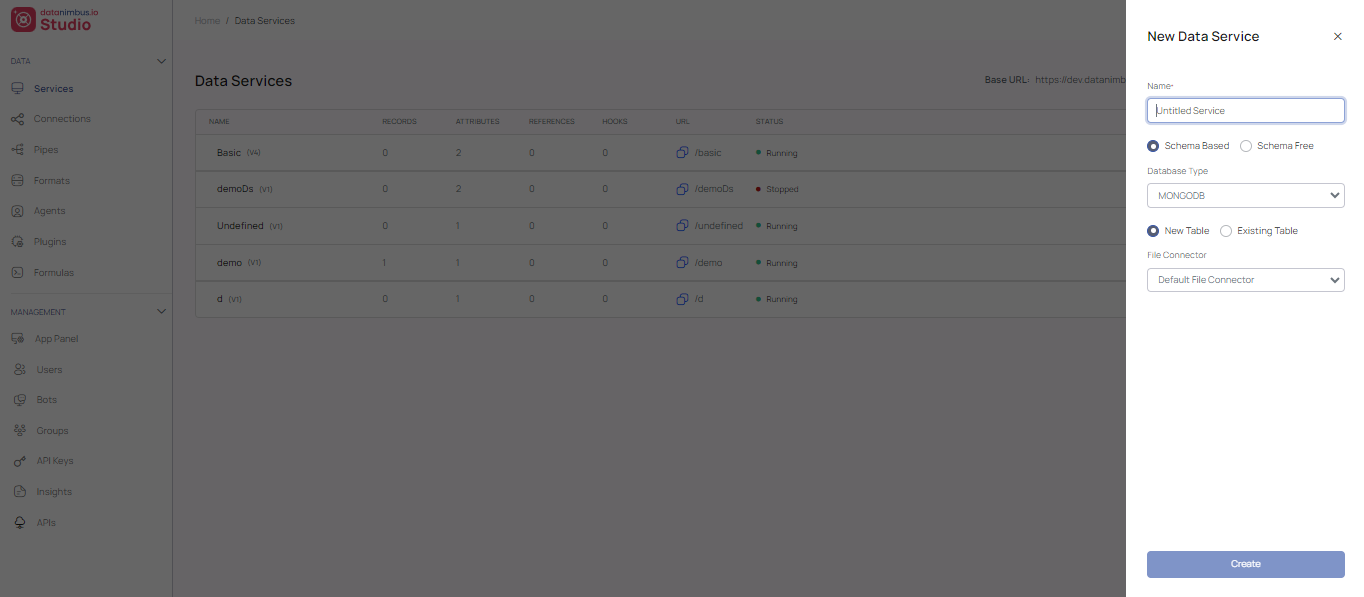 datanimbus.io
Studio
DATA
Services
Connections
Pipes
Formats
Agents
Plugins
Formulas
MANAGEMENT
App Panel
Users
Bots
Groups
API Keys
Insights
APIs
Home / Data Services
Data Services
Base URL: https://dev.datanimb
NAME RECORDS ATTRIBUTES REFERENCES HOOKS URL STATUS
Basic (V4) 0 2 0 0 /basic Running
demoDs (V1) 0 2 0 0 /demoDs Stopped
Undefined (V1) 0 1 0 0 /undefined Running
demo (V1) 1 1 0 0 /demo Running
d (V1) 0 1 0 0 /d Running
New Data Service
Name*
Untitled Service
Schema Based Schema Free
Database Type
MONGODB
New Table Existing Table
File Connector
Default File Connector
Create